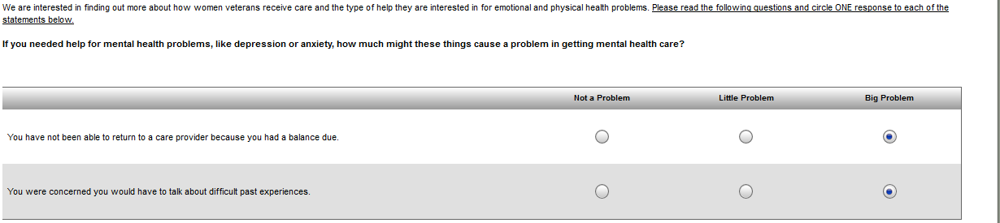 We are interested in finding out more about how women veterans receive care and the type of help they are interested in for emotional and physical health problems. Please read the following questions and circle ONE response to each of the
statements below.
If you needed help for mental health problems, like depression or anxiety, how much might these things cause a problem in getting mental health care?
Not a Problem Little Problem Big Problem
You have not been able to return to a care provider because you had a balance due.
You were concerned you would have to talk about difficult past experiences.